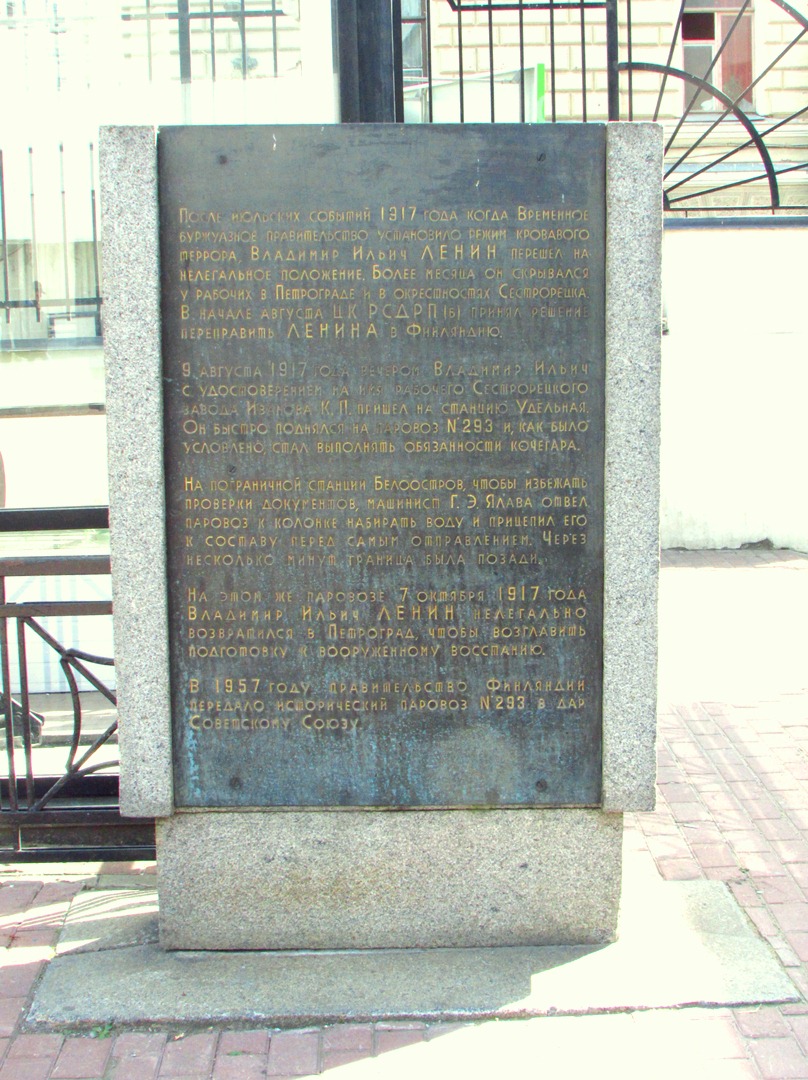 После июльских событий 1917 года когда Временное
буржуазное правительство установило режим кровавого
террора, Владимир Ильич ЛЕНИН перешел на
нелегальное положение. Более месяца он скрывался
у рабочих в Петрограде и в окрестностях Сестрорецка.
В начале августа ЦК РСДРП(б) принял решение
переправить ЛЕНИНА в Финляндию.
9 августа 1917 года вечером Владимир Ильич
с удостоверением на имя рабочего Сестрорецкого
завода Иванова К. П. пришел на станцию Удельная.
Он быстро поднялся на паровоз №293 и, как было
условлено, стал выполнять обязанности кочегара.
На пограничной станции Белоостров, чтобы избежать
проверки документов, машинист Г. Э. Ялава отвел
паровоз к колонке набирать воду и прицепил его
к составу перед самым отправлением. Через
несколько минут граница была позади.
На этом же паровозе 7 октября 1917 года
Владимир Ильич ЛЕНИН нелегально
возвратился в Петроград, чтобы возглавить
подготовку к вооруженному восстанию.
В 1957 году правительство Финляндии
передало исторический паровоз №293 в дар
Советскому Союзу.